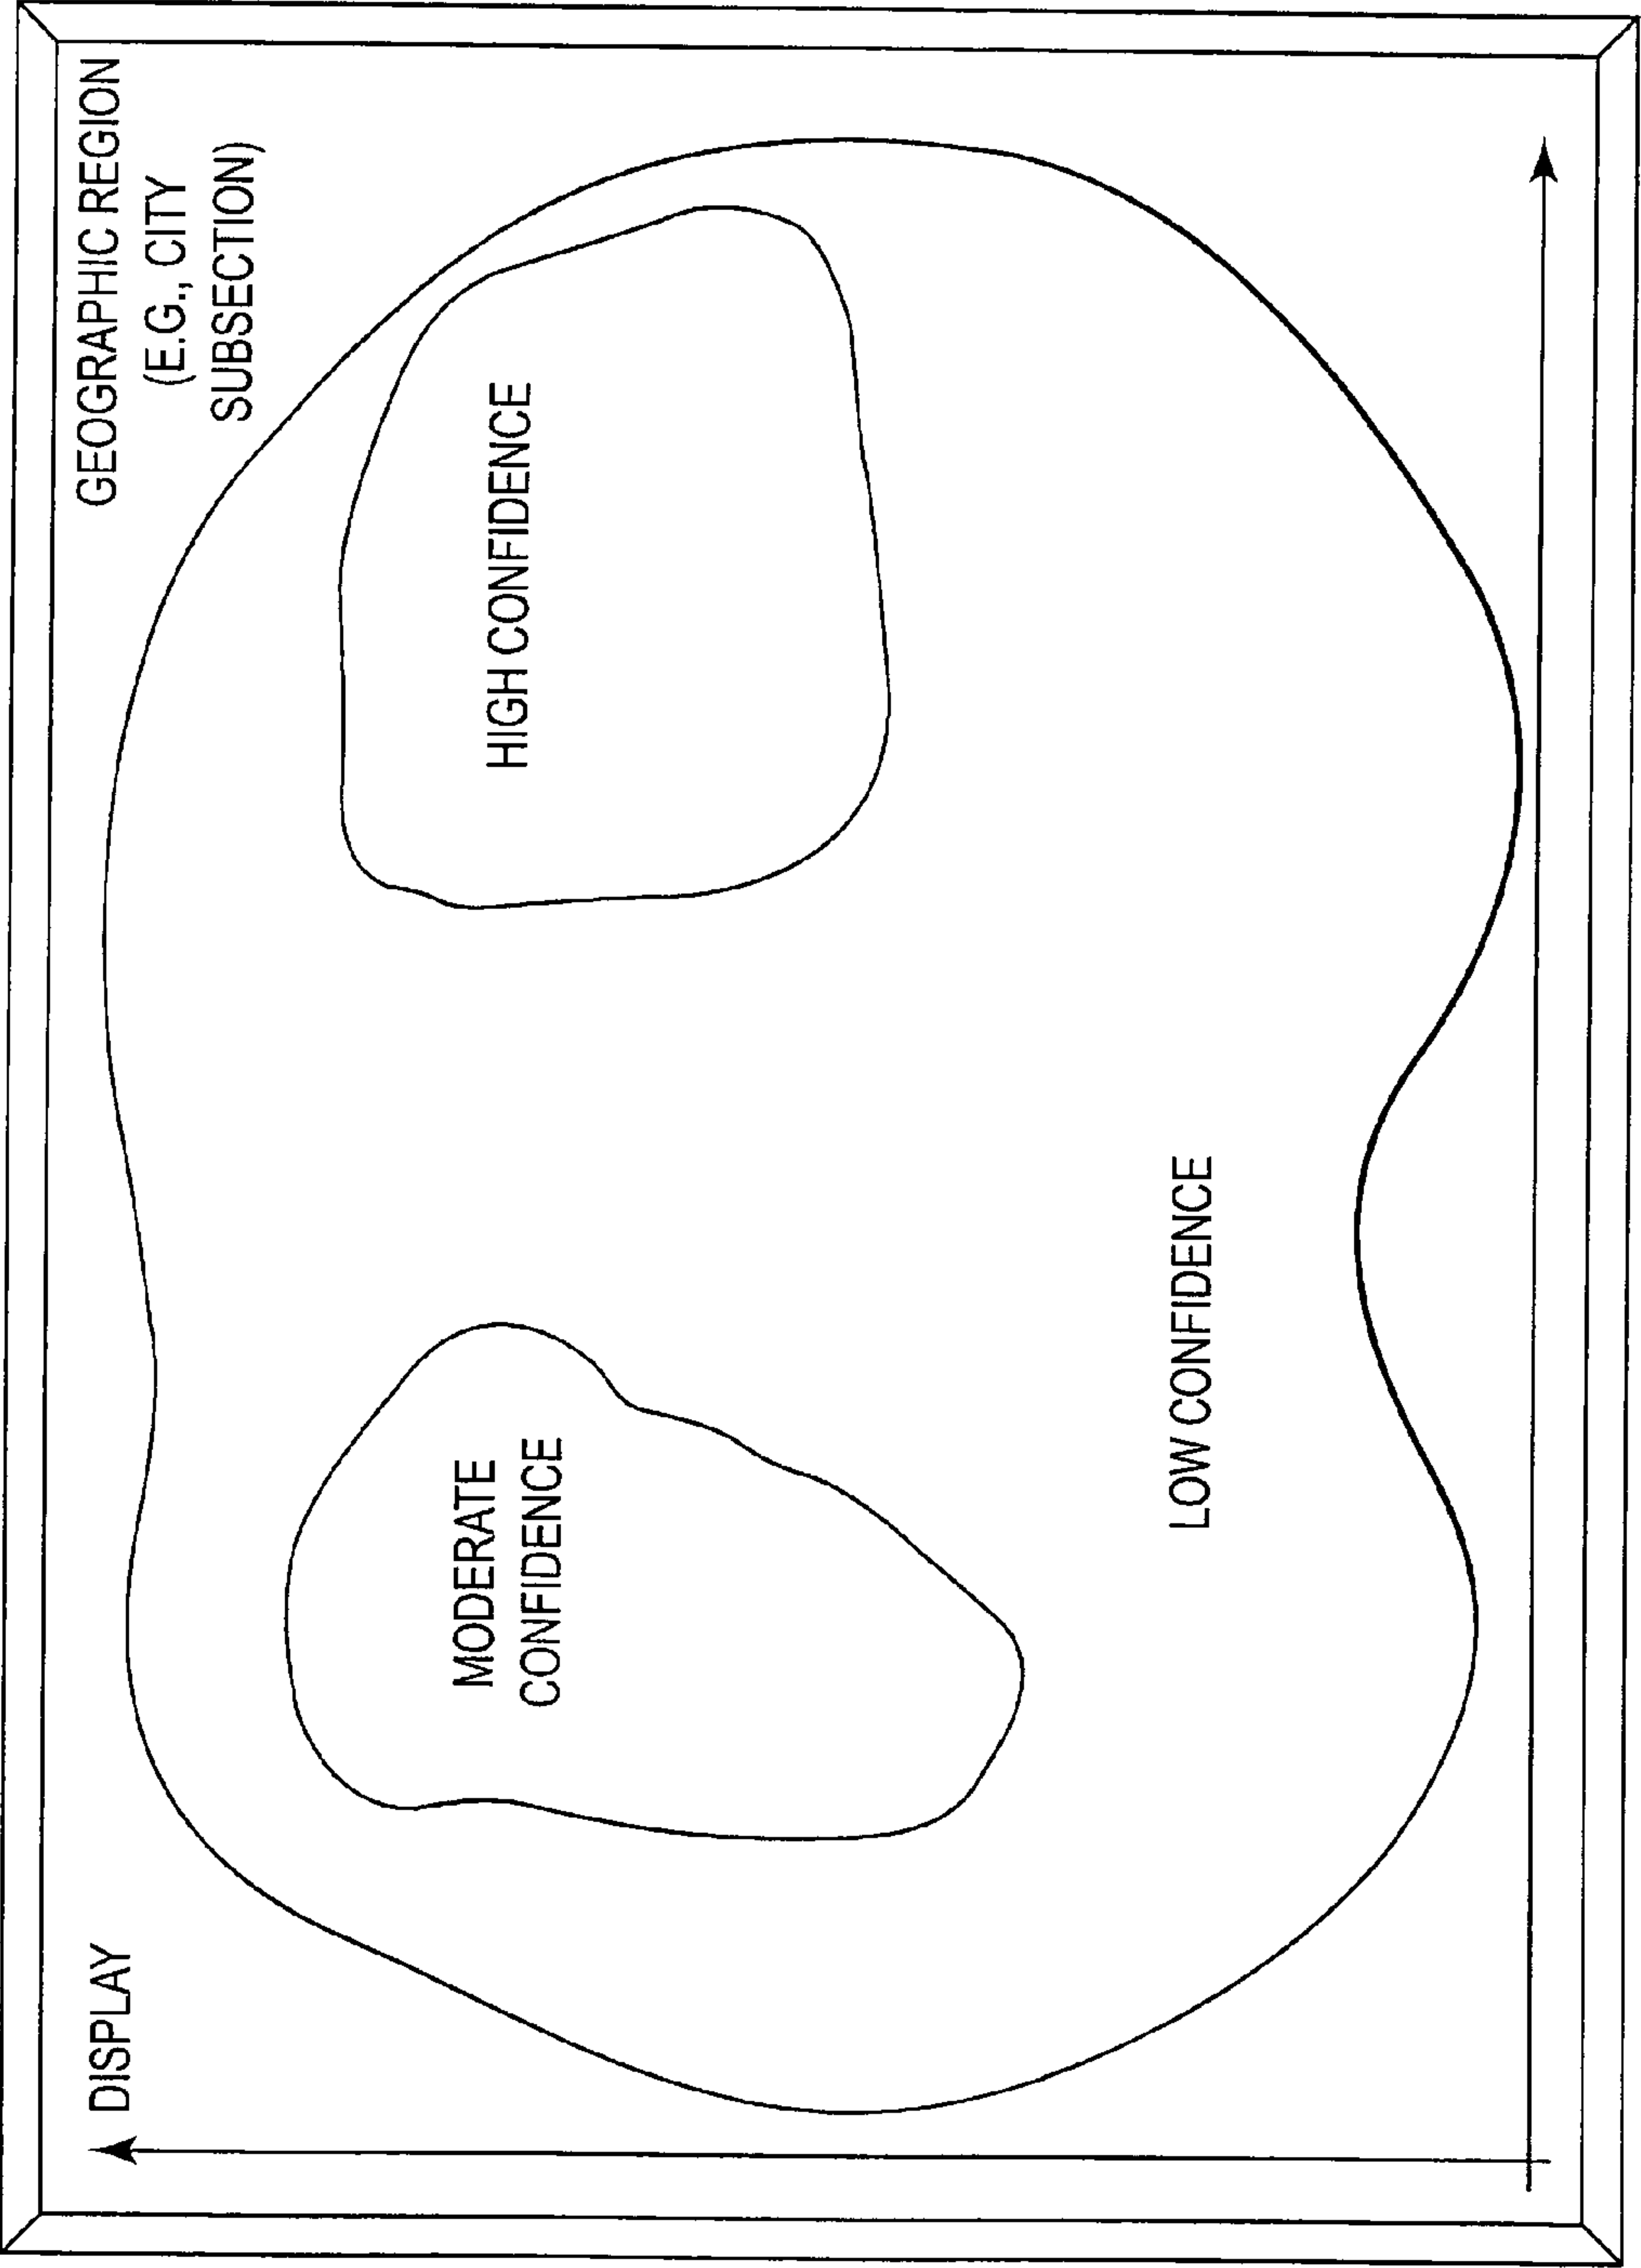 DISPLAY
GEOGRAPHIC REGION
(E.G., CITY
SUBSECTION)
MODERATE
CONFIDENCE
HIGH CONFIDENCE
LOW CONFIDENCE